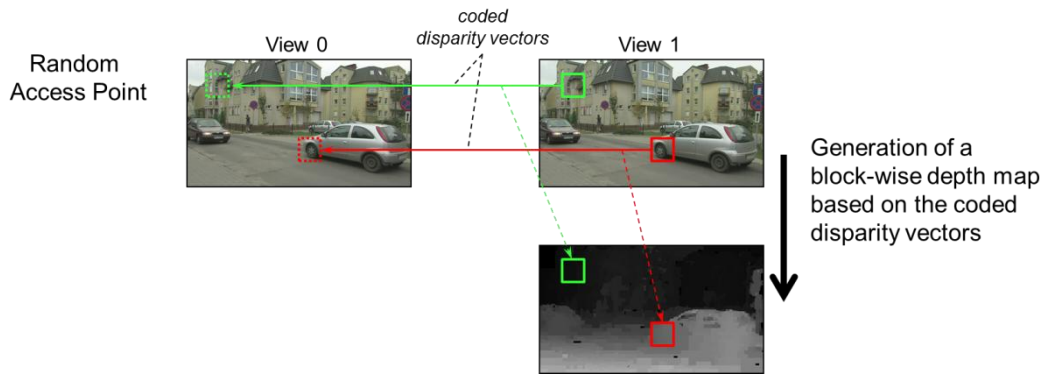 coded
disparity vectors
View 0
View 1
Random
Access Point
Generation of a
block-wise depth map
based on the coded
disparity vectors